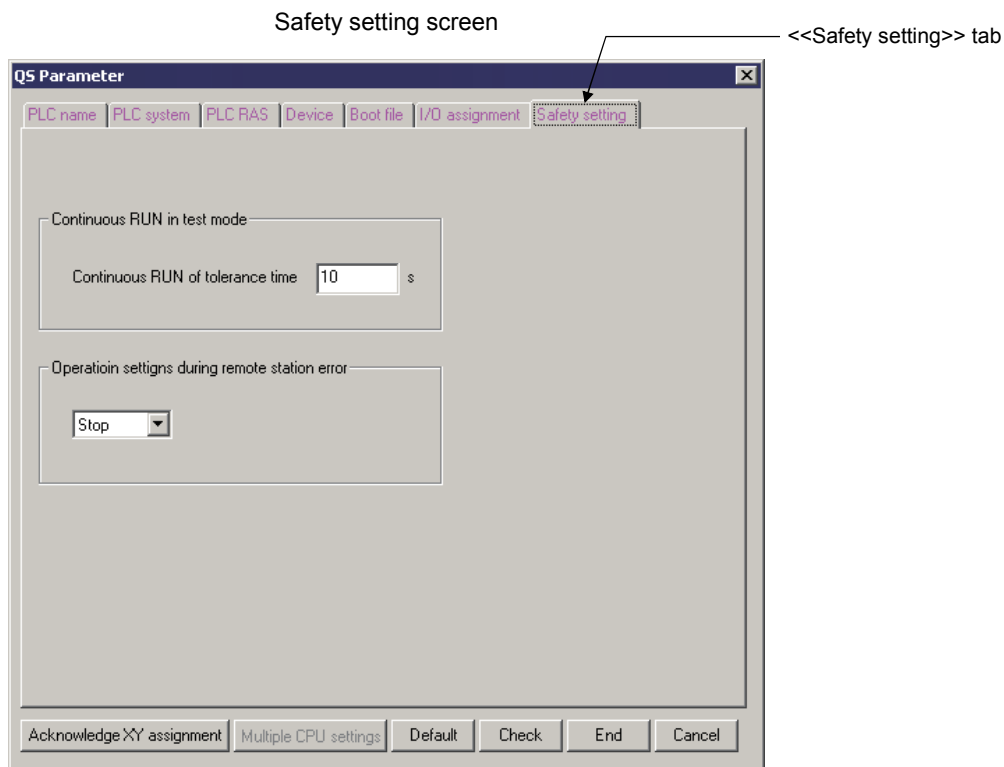 Safety setting screen
<<Safety setting>> tab
QS Parameter
PLC name PLC system PLC RAS Device Boot file I/O assignment Safety setting
Continuous RUN in test mode
Continuous RUN of tolerance time 10 s
Operatioin settigns during remote station error
Stop
Acknowledge XY assignment Multiple CPU settings Default Check End Cancel